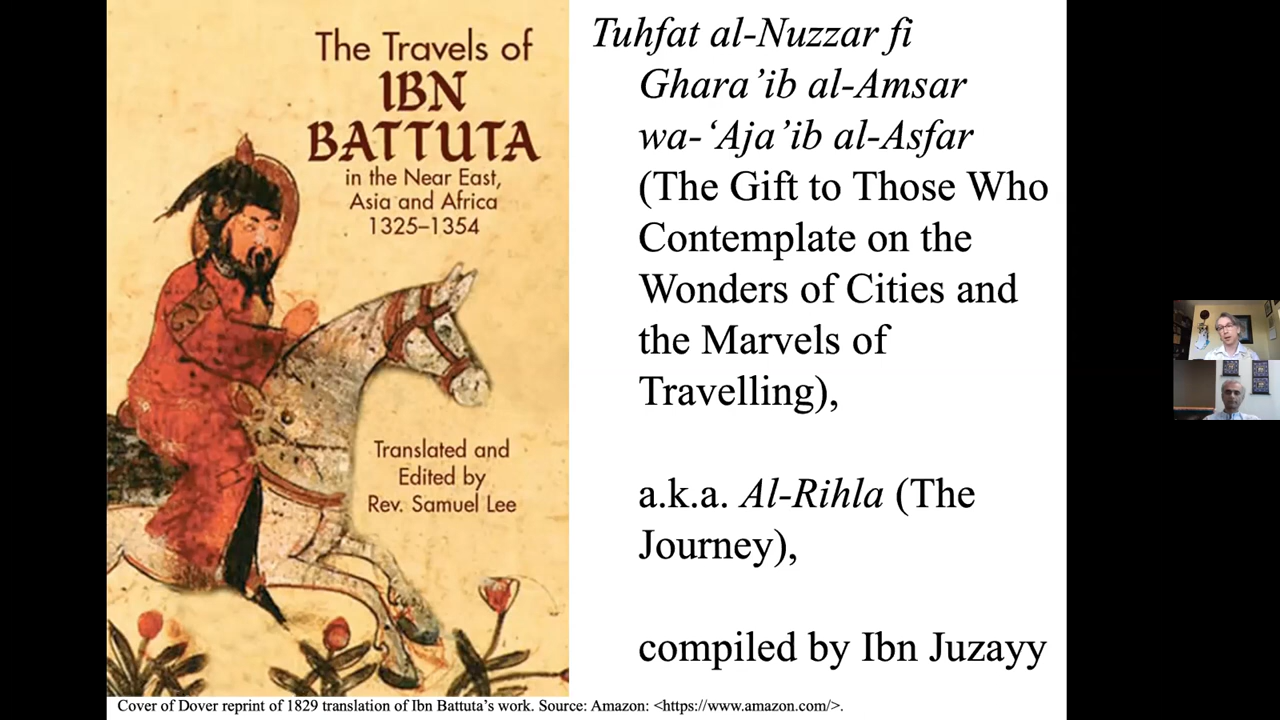 The Travels of
IBN
BATTUTA
in the Near East,
Asia and Africa
1325–1354
Translated and
Edited by
Rev. Samuel Lee
Tuhfat al-Nuzzar fi
Ghara’ib al-Amsar
wa-‘Aja’ib al-Asfar
(The Gift to Those Who
Contemplate on the
Wonders of Cities and
the Marvels of
Travelling),
a.k.a. Al-Rihla (The
Journey),
compiled by Ibn Juzayy
Cover of Dover reprint of 1829 translation of Ibn Battuta’s work. Source: Amazon: <https://www.amazon.com/>.